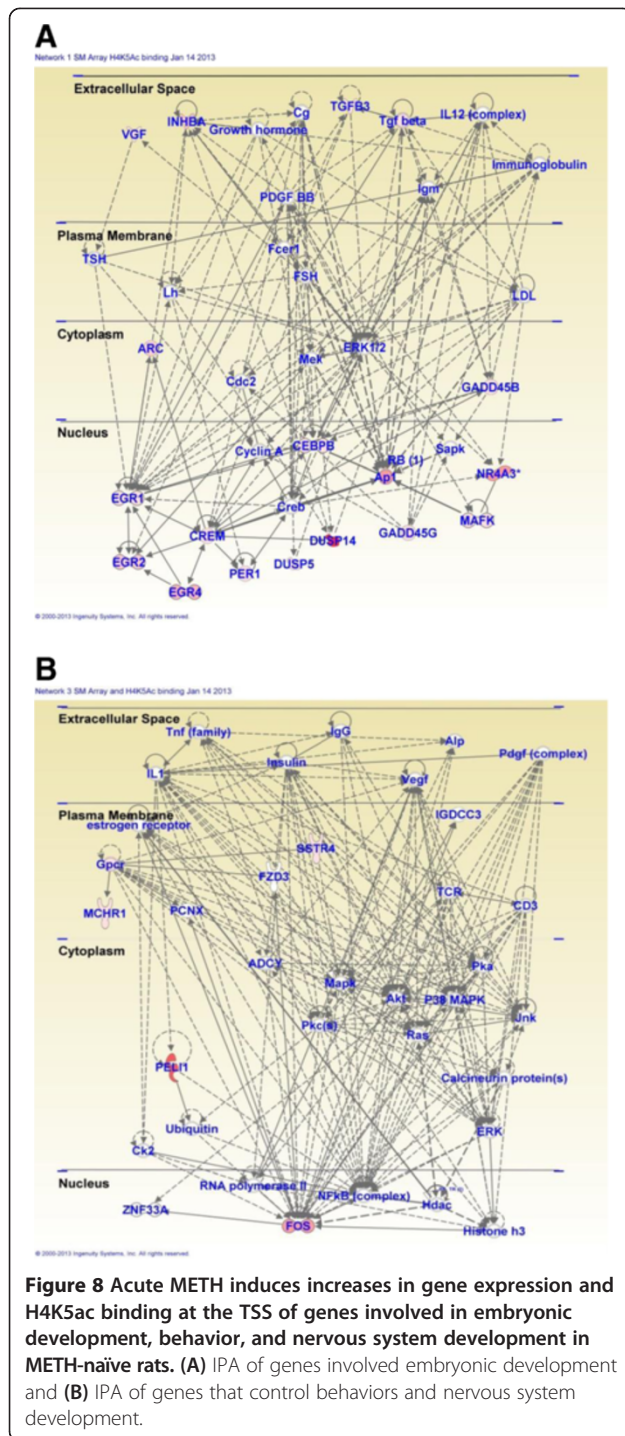 A
Network 1 SM Array H4K5Ac binding Jan 14 2013
Extracellular Space
VGF
INHBA
Growth hormone
Cg
TGFB3
Tgf beta
IL12 (complex)
Immunoglobulin
PDGF BB
Igm
Plasma Membrane
TSH
Fcer1
FSH
Lh
LDL
Cytoplasm
ARC
Mek
ERK1/2
Cdc2
GADD45B
Nucleus
Cyclin A
CEBPB
RB (1)
Sapk
Ap1
NR4A3*
EGR1
Creb
MAFK
CREM
DUSP14
GADD45G
EGR2
PER1
DUSP5
EGR4
© 2000-2013 Ingenuity Systems, Inc. All rights reserved.
B
Network 3 SM Array and H4K5Ac binding Jan 14 2013
Extracellular Space
Tnf (family)
IgG
Alp
Pdgf (complex)
IL1
Insulin
Vegf
Plasma Membrane
estrogen receptor
IGDCC3
SSTR4
Gpcr
FZD3
TCR
MCHR1
PCNX
CD3
Cytoplasm
ADCY
Mapk
Pka
Akt
P38 MAPK
Pkc(s)
Ras
Jnk
PELI1
Calcineurin protein(s)
Ubiquitin
ERK
Ck2
Nucleus
RNA polymerase II
NFkB (complex)
Hdac
ZNF33A
FOS
Histone h3
© 2000-2013 Ingenuity Systems, Inc. All rights reserved.
Figure 8 Acute METH induces increases in gene expression and
H4K5ac binding at the TSS of genes involved in embryonic
development, behavior, and nervous system development in
METH-naïve rats. (A) IPA of genes involved embryonic development
and (B) IPA of genes that control behaviors and nervous system
development.